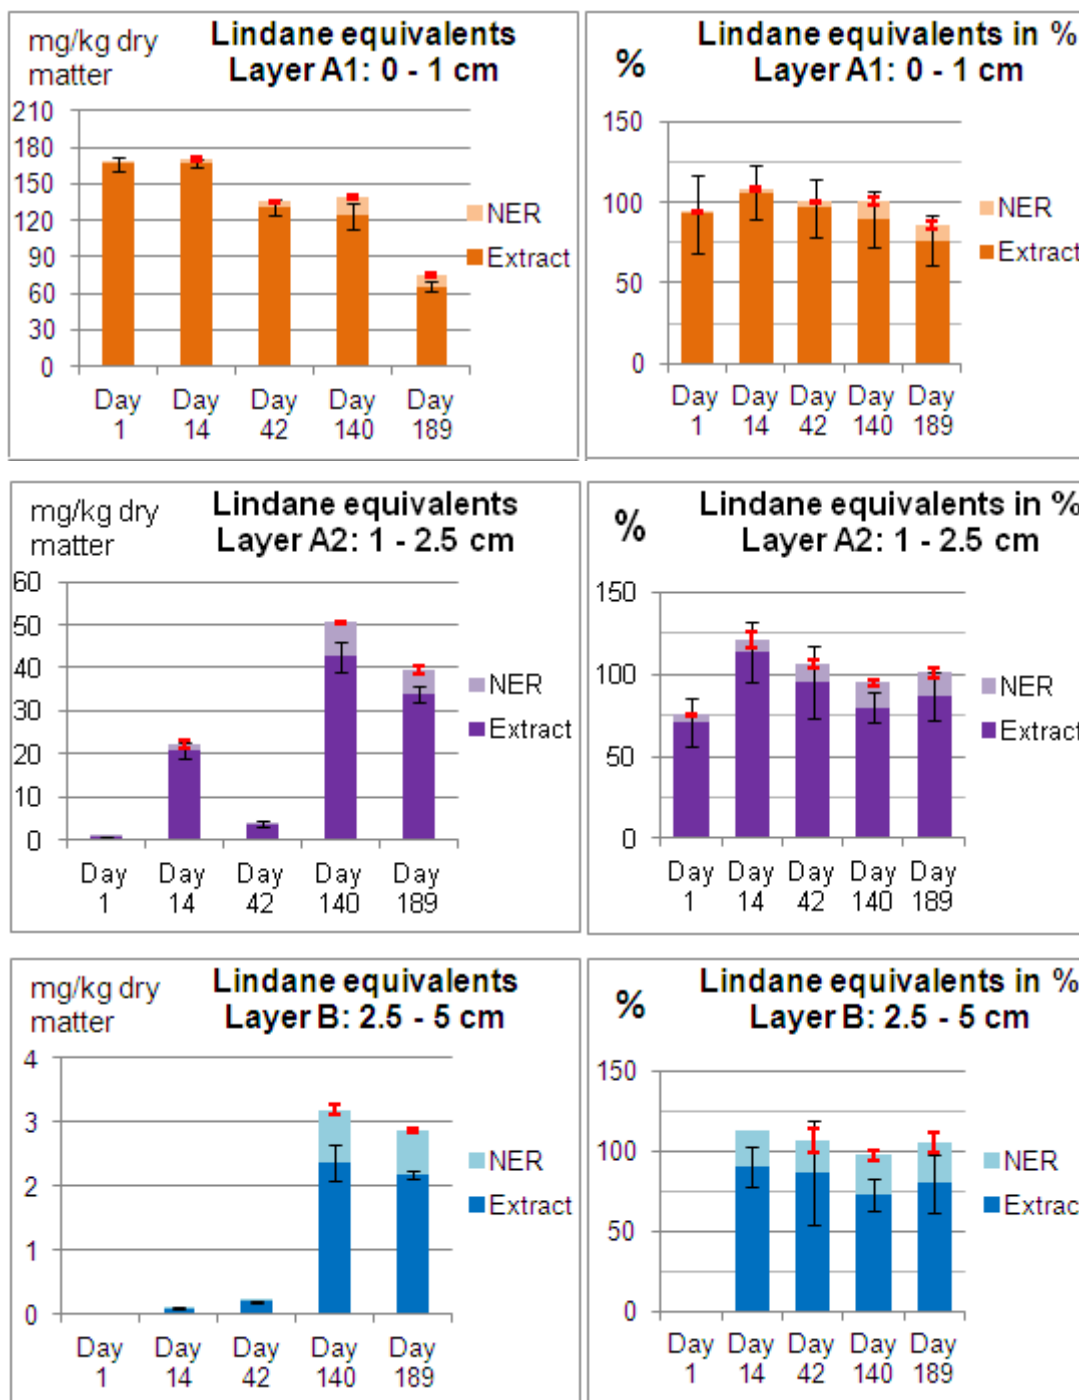 mg/kg dry
matter
Lindane equivalents
Layer A1: 0 - 1 cm
210
180
150
120
90
60
30
0
NER
Extract
Day Day Day Day Day
1 14 42 140 189
%
Lindane equivalents in %
Layer A1: 0 - 1 cm
150
100
50
0
NER
Extract
Day Day Day Day Day
1 14 42 140 189
mg/kg dry
matter
Lindane equivalents
Layer A2: 1 - 2.5 cm
60
50
40
30
20
10
0
NER
Extract
Day Day Day Day Day
1 14 42 140 189
%
Lindane equivalents in %
Layer A2: 1 - 2.5 cm
150
100
50
0
NER
Extract
Day Day Day Day Day
1 14 42 140 189
mg/kg dry
matter
Lindane equivalents
Layer B: 2.5 - 5 cm
4
3
2
1
0
NER
Extract
Day Day Day Day Day
1 14 42 140 189
%
Lindane equivalents in %
Layer B: 2.5 - 5 cm
150
100
50
0
NER
Extract
Day Day Day Day Day
1 14 42 140 189